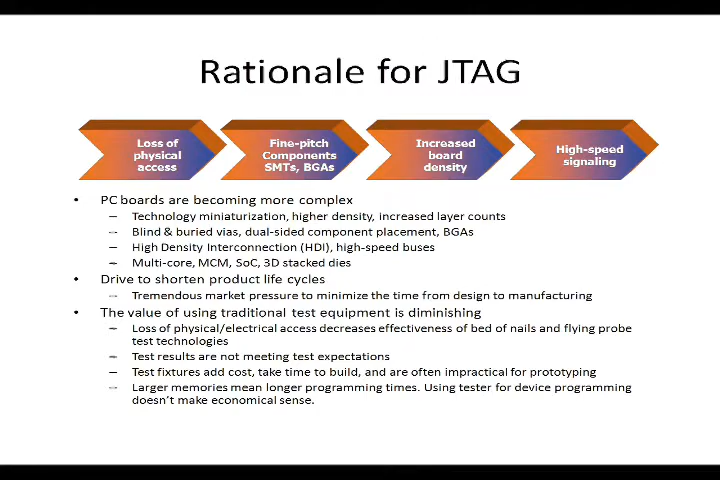 Rationale for JTAG
Loss of
physical
access
Fine-pitch
Components
SMTs, BGAs
Increased
board
density
High-speed
signaling
• PC boards are becoming more complex
– Technology miniaturization, higher density, increased layer counts
– Blind & buried vias, dual-sided component placement, BGAs
– High Density Interconnection (HDI), high-speed buses
– Multi-core, MCM, SoC, 3D stacked dies
• Drive to shorten product life cycles
– Tremendous market pressure to minimize the time from design to manufacturing
• The value of using traditional test equipment is diminishing
– Loss of physical/electrical access decreases effectiveness of bed of nails and flying probe
test technologies
– Test results are not meeting test expectations
– Test fixtures add cost, take time to build, and are often impractical for prototyping
– Larger memories mean longer programming times. Using tester for device programming
doesn't make economical sense.